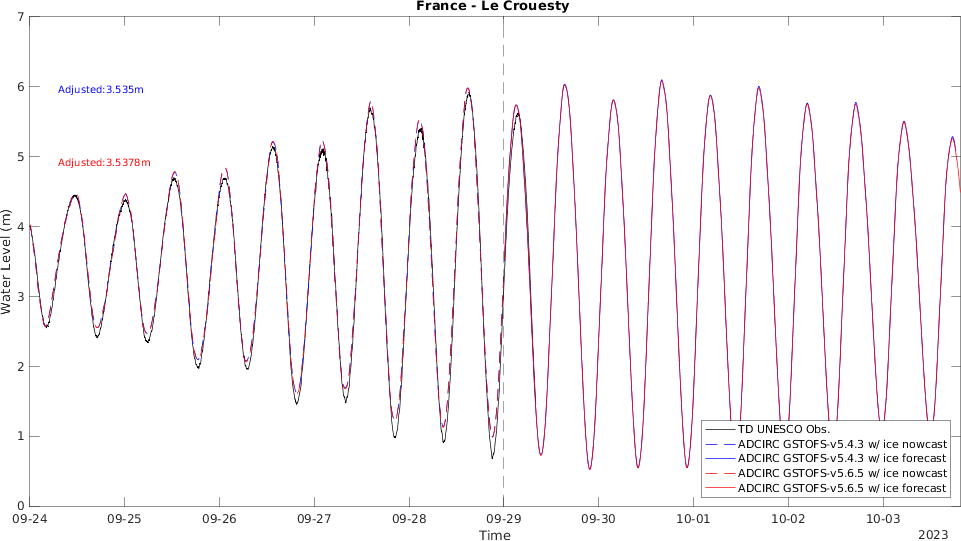 France - Le Crouesty
7
6
5
4
3
2
1
0
Water Level (m)
Adjusted:3.535m
Adjusted:3.5378m
TD UNESCO Obs.
ADCIRC GSTOFS-v5.4.3 w/ ice nowcast
ADCIRC GSTOFS-v5.4.3 w/ ice forecast
ADCIRC GSTOFS-v5.6.5 w/ ice nowcast
ADCIRC GSTOFS-v5.6.5 w/ ice forecast
09-24 09-25 09-26 09-27 09-28 09-29 09-30 10-01 10-02 10-03
Time
2023